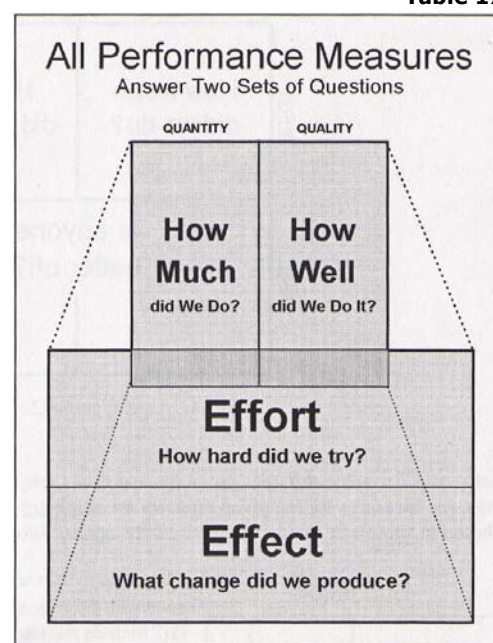 Table 1
All Performance Measures
Answer Two Sets of Questions
QUANTITY QUALITY
How How
Much Well
did We Do? did We Do It?
Effort
How hard did we try?
Effect
What change did we produce?